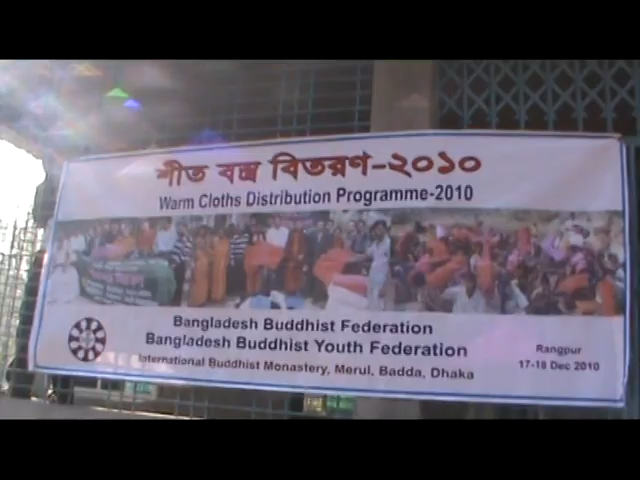 শীত বস্ত্র বিতরণ-২০১০
Warm Cloths Distribution Programme-2010
Bangladesh Buddhist Federation
Bangladesh Buddhist Youth Federation
International Buddhist Monastery, Merul, Badda, Dhaka
Rangpur
17-18 Dec 2010